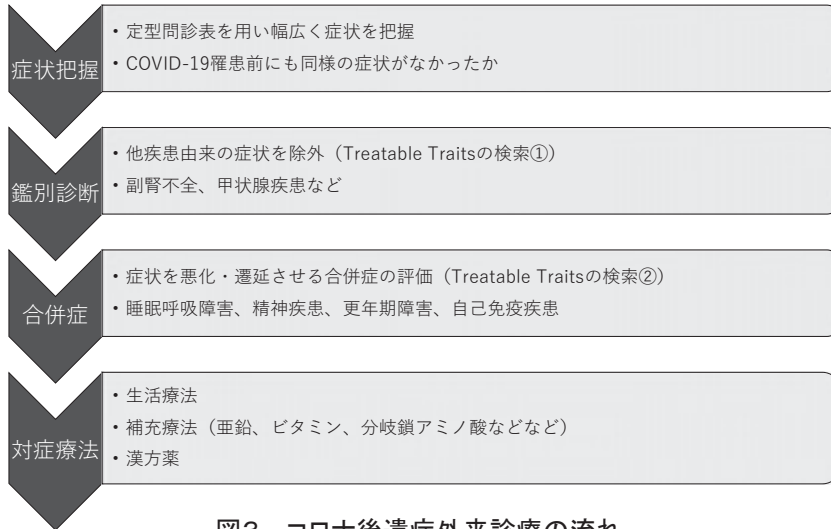 症状把握
・定型問診表を用い幅広く症状を把握
・COVID-19罹患前にも同様の症状がなかったか
鑑別診断
・他疾患由来の症状を除外（Treatable Traitsの検索①）
・副腎不全、甲状腺疾患など
合併症
・症状を悪化・遷延させる合併症の評価（Treatable Traitsの検索②）
・睡眠呼吸障害、精神疾患、更年期障害、自己免疫疾患
対症療法
・生活療法
・補充療法（亜鉛、ビタミン、分岐鎖アミノ酸などなど）
・漢方薬
コロナ後遺症外来診療の流れ